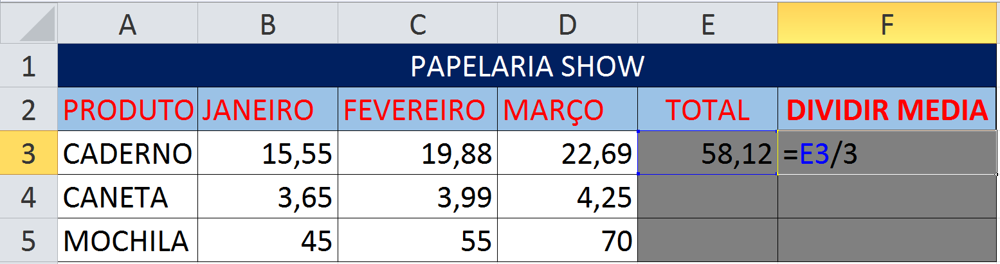 A B C D E F
1 PAPELARIA SHOW
2 PRODUTO JANEIRO FEVEREIRO MARÇO TOTAL DIVIDIR MEDIA
3 CADERNO 15,55 19,88 22,69 58,12 =E3/3
4 CANETA 3,65 3,99 4,25
5 MOCHILA 45 55 70